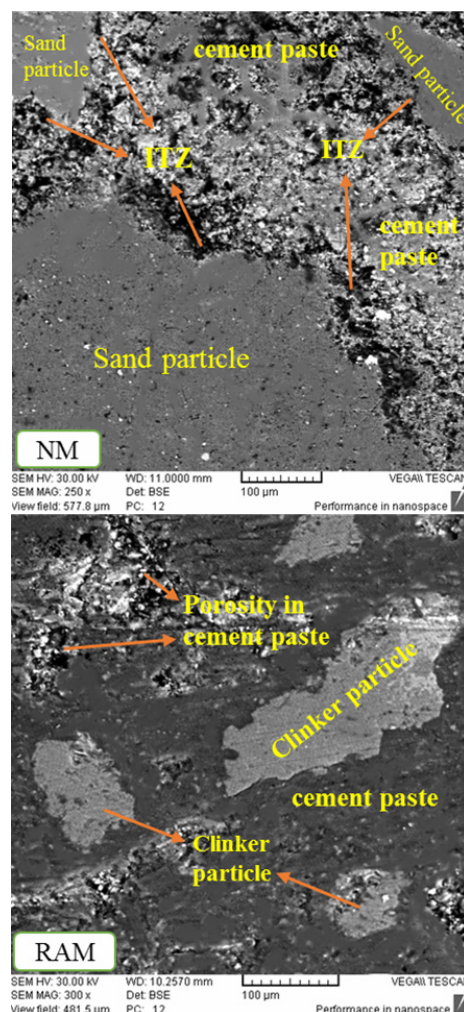 Sand
particle
cement paste
Sand particle
ITZ
ITZ
cement
paste
Sand particle
NM
SEM HV: 30.00 kV WD: 11.0000 mm VEGA\\ TESCAN
SEM MAG: 250 x Det: BSE 100 µm
View field: 577.8 µm PC: 12 Performance in nanospace
Porosity in
cement paste
Clinker particle
cement paste
Clinker
particle
RAM
SEM HV: 30.00 kV WD: 10.2570 mm VEGA\\ TESCAN
SEM MAG: 300 x Det: BSE 100 µm
View field: 481.5 µm PC: 12 Performance in nanospace